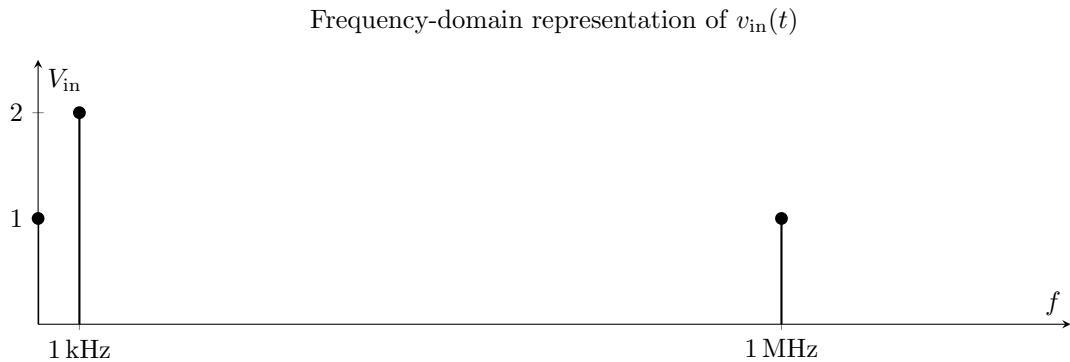 Frequency-domain representation of v_in(t)
V_in
2
1
f
1 kHz
1 MHz